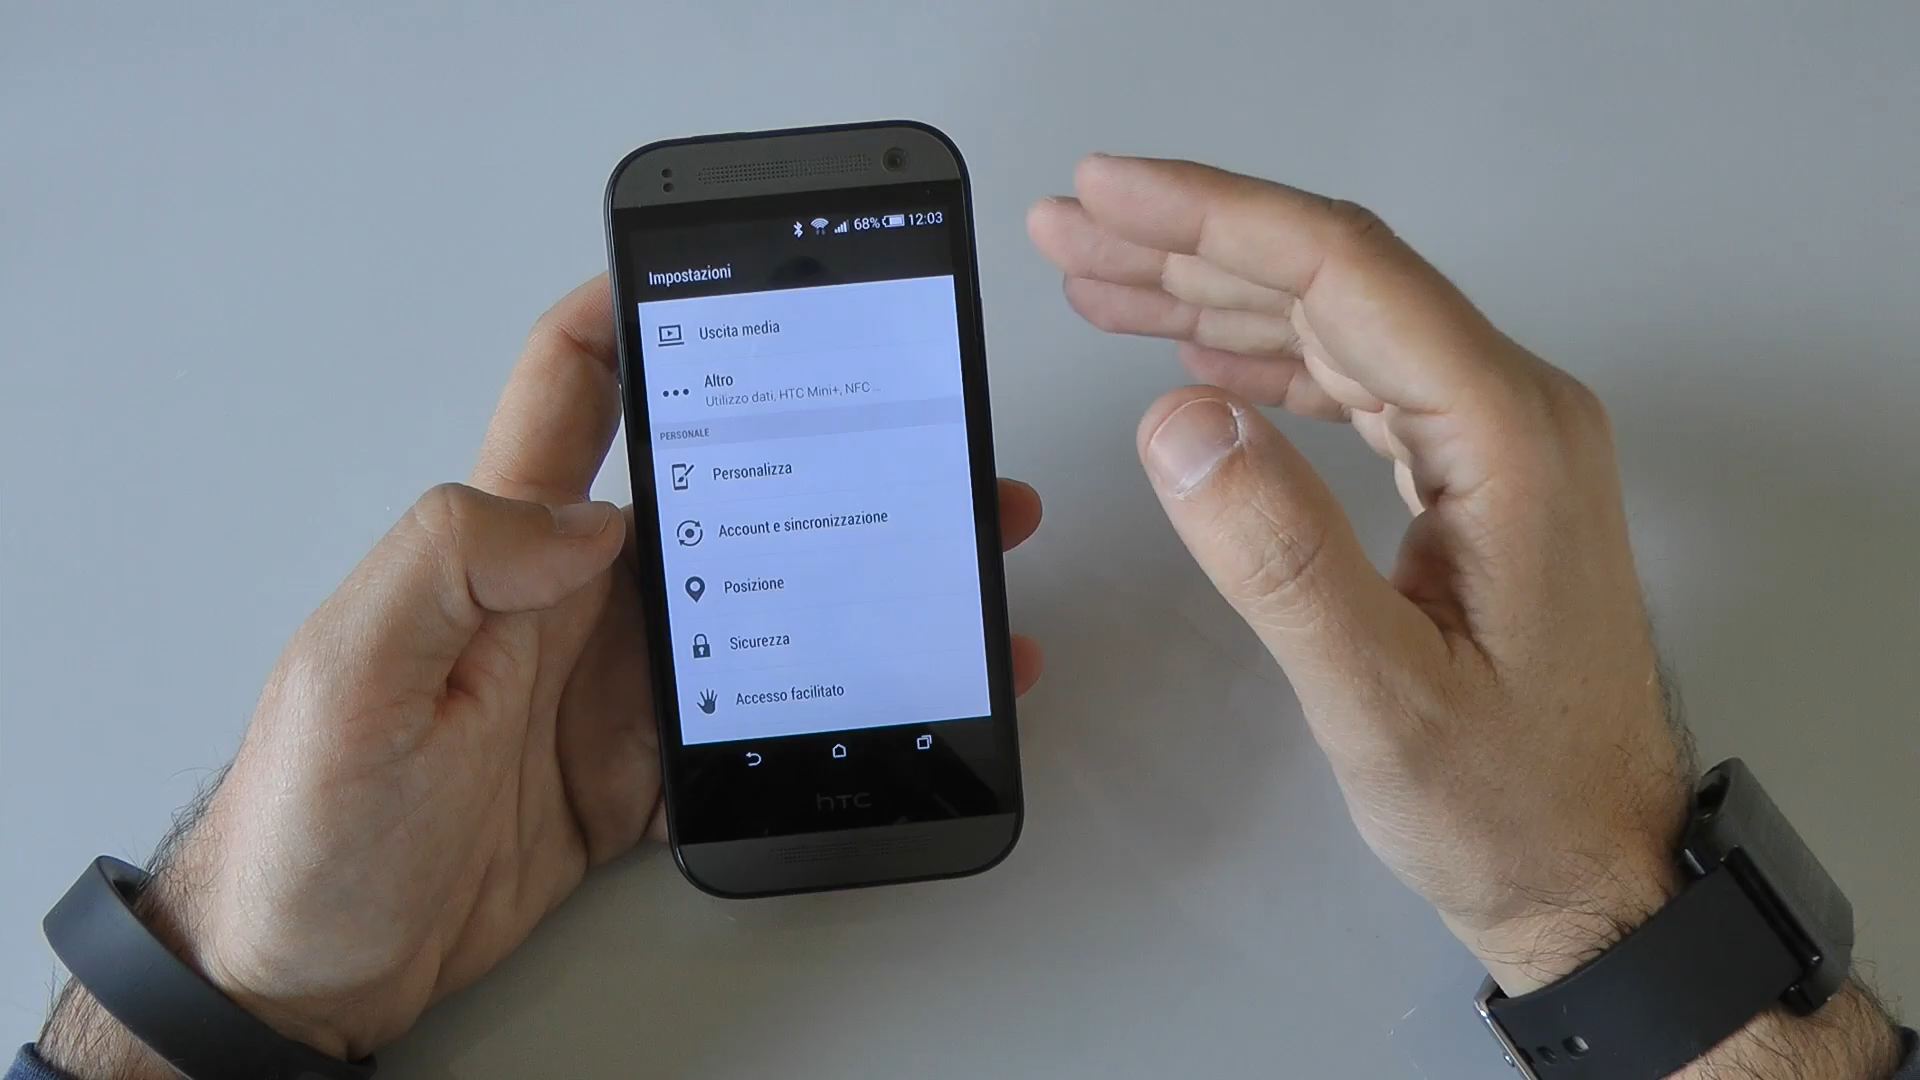 68% 12:03
Impostazioni
Uscita media
Altro
Utilizzo dati, HTC Mini+, NFC ...
PERSONALE
Personalizza
Account e sincronizzazione
Posizione
Sicurezza
Accesso facilitato
hTC